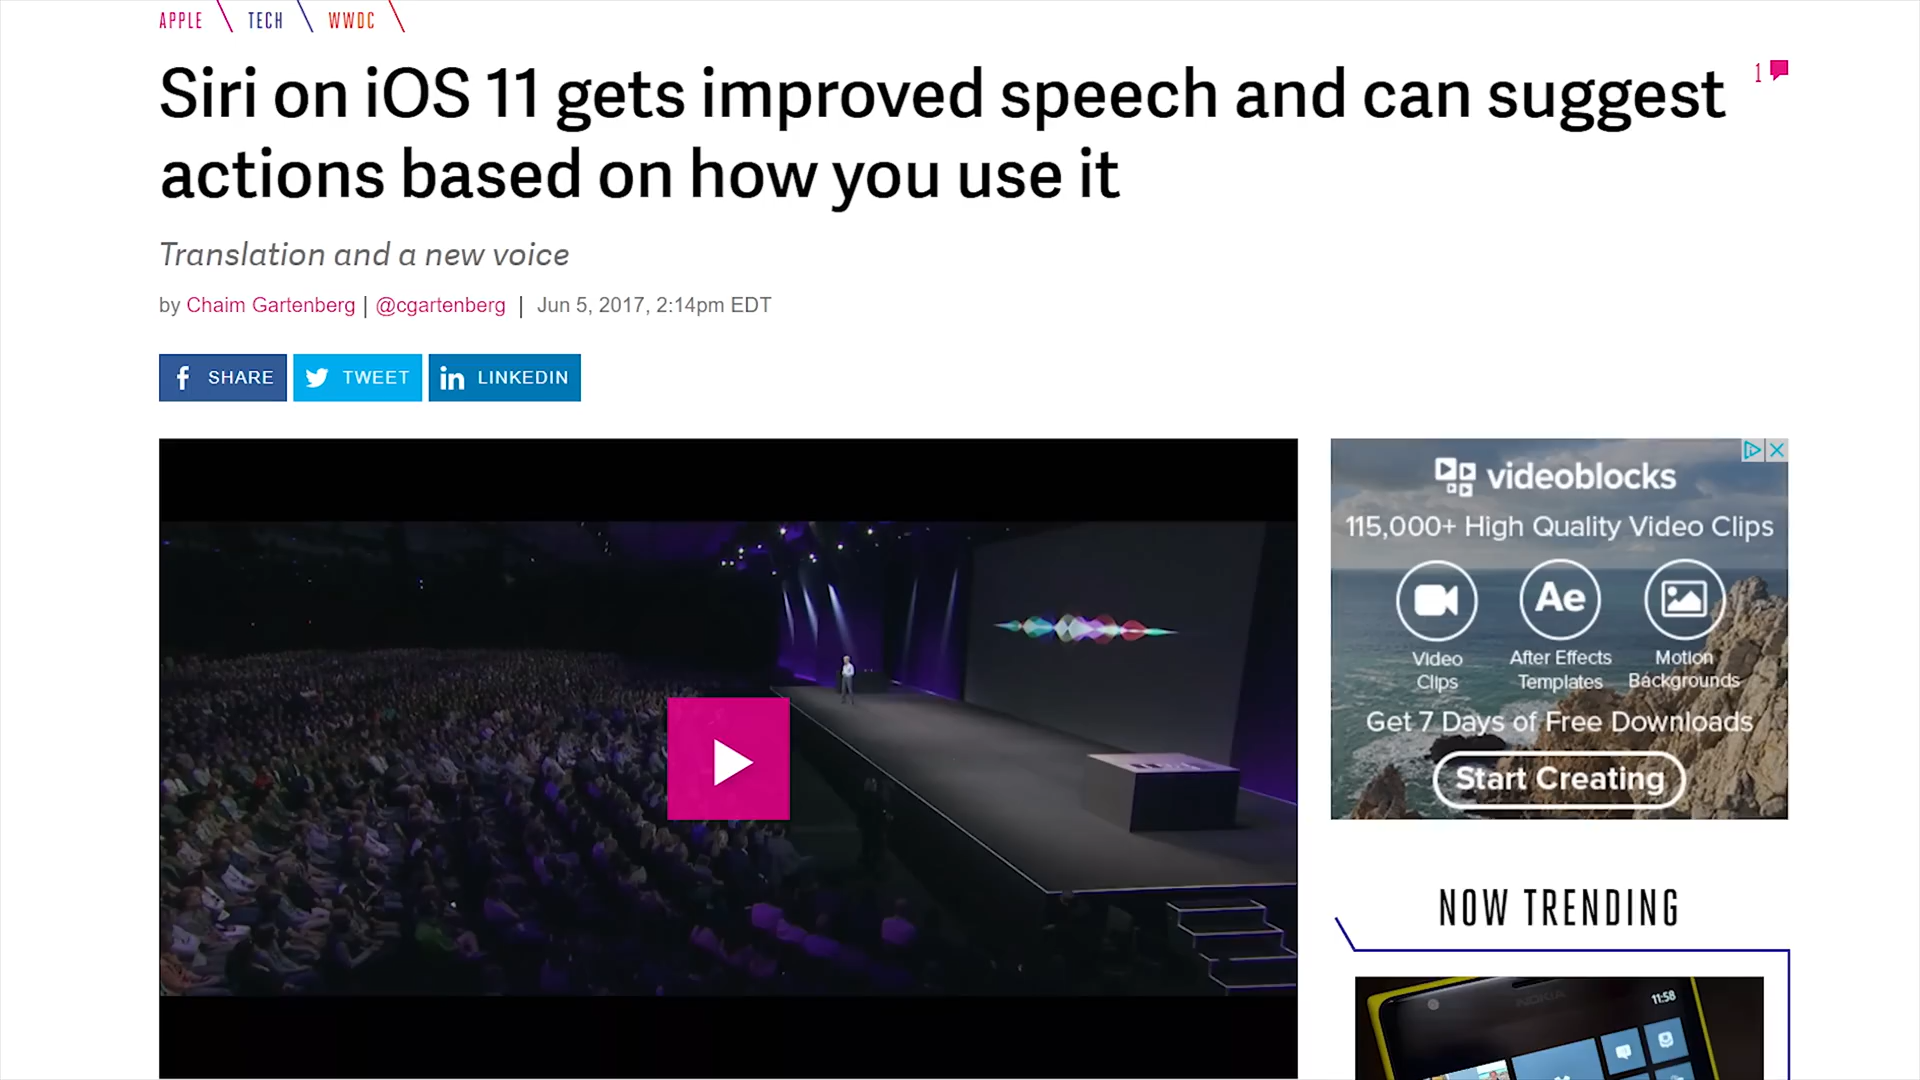 APPLE
TECH
WWDC
Siri on iOS 11 gets improved speech and can suggest
actions based on how you use it
1
Translation and a new voice
by Chaim Gartenberg | @cgartenberg | Jun 5, 2017, 2:14pm EDT
SHARE
TWEET
LINKEDIN
videoblocks
115,000+ High Quality Video Clips
Ae
Video
Clips
After Effects
Templates
Motion
Backgrounds
Get 7 Days of Free Downloads
Start Creating
NOW TRENDING
NOKIA
11:58